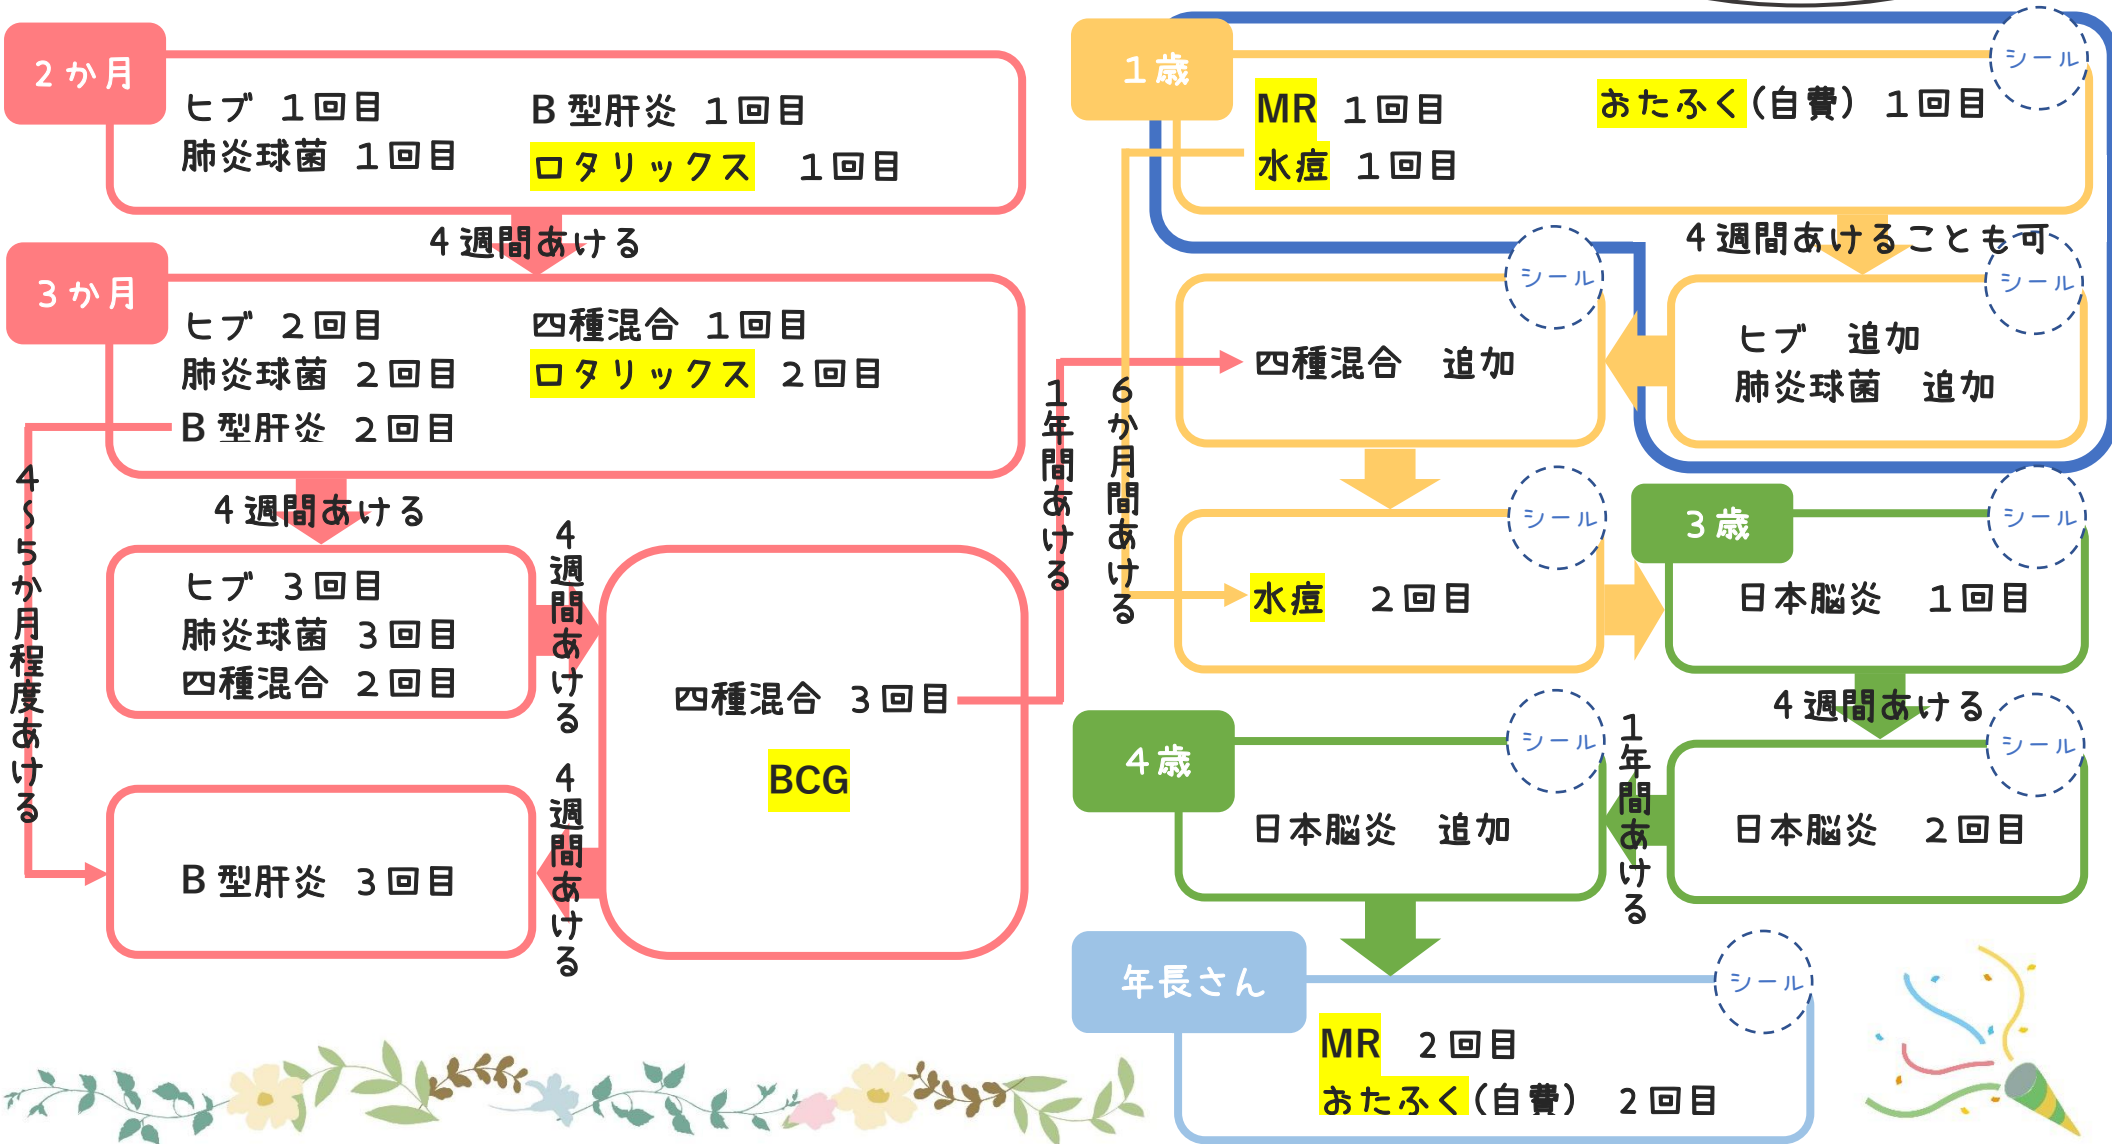 2か月
ヒブ 1回目
肺炎球菌 1回目
B型肝炎 1回目
ロタリックス 1回目
4週間あける
3か月
ヒブ 2回目
肺炎球菌 2回目
B型肝炎 2回目
四種混合 1回目
ロタリックス 2回目
4～5か月程度あける
4週間あける
ヒブ 3回目
肺炎球菌 3回目
四種混合 2回目
4週間あける
四種混合 3回目
BCG
4週間あける
B型肝炎 3回目
1年間あける
6か月間あける
1歳
シール
MR 1回目
水痘 1回目
おたふく(自費) 1回目
4週間あけることも可
シール
ヒブ 追加
肺炎球菌 追加
シール
四種混合 追加
シール
水痘 2回目
3歳
シール
日本脳炎 1回目
4週間あける
シール
日本脳炎 2回目
1年間あける
4歳
シール
日本脳炎 追加
年長さん
シール
MR 2回目
おたふく(自費) 2回目